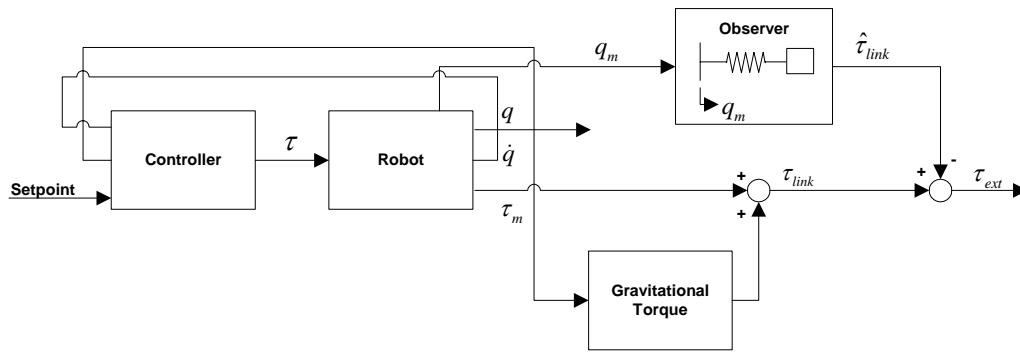 Observer
q_m
q_m
τ̂_link
Controller
τ
Robot
q
q̇
Setpoint
τ_m
+
+
τ_link
+
-
τ_ext
Gravitational
Torque